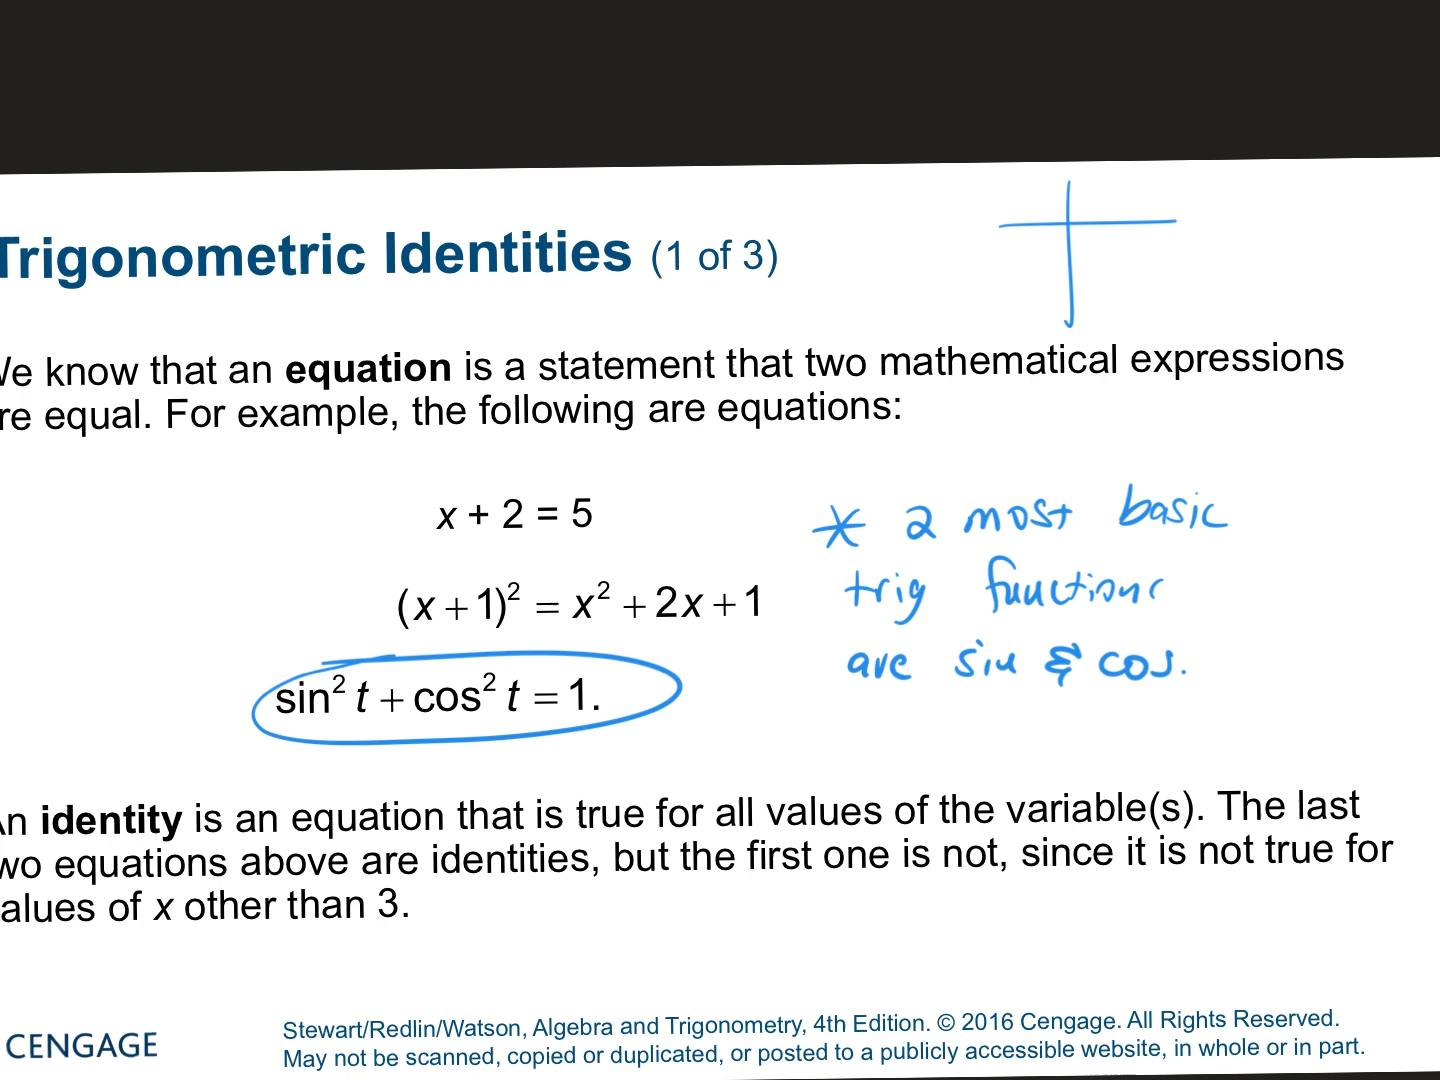 Trigonometric Identities (1 of 3)
We know that an equation is a statement that two mathematical expressions
are equal. For example, the following are equations:
x + 2 = 5
(x + 1)² = x² + 2x + 1
sin² t + cos² t = 1.
* 2 most basic
trig functions
are sin & cos.
An identity is an equation that is true for all values of the variable(s). The last
two equations above are identities, but the first one is not, since it is not true for
values of x other than 3.
CENGAGE
Stewart/Redlin/Watson, Algebra and Trigonometry, 4th Edition. © 2016 Cengage. All Rights Reserved.
May not be scanned, copied or duplicated, or posted to a publicly accessible website, in whole or in part.